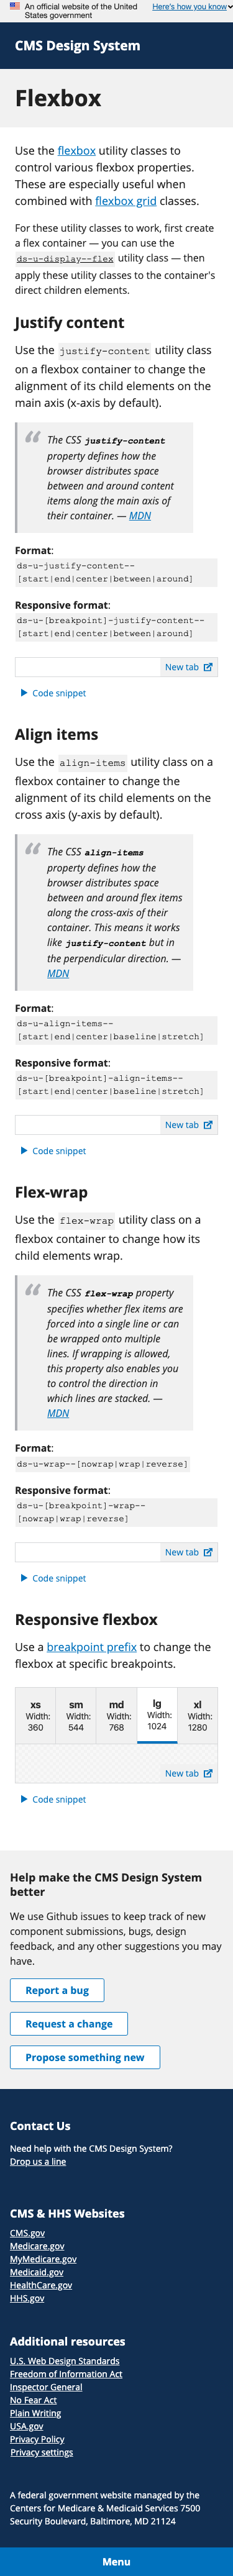 An official website of the United States government
Here's how you know
CMS Design System
Flexbox
Use the flexbox utility classes to
control various flexbox properties.
These are especially useful when
combined with flexbox grid classes.
For these utility classes to work, first create
a flex container — you can use the
ds-u-display--flex utility class — then
apply these utility classes to the container's
direct children elements.
Justify content
Use the justify-content utility class
on a flexbox container to change the
alignment of its child elements on the
main axis (x-axis by default).
The CSS justify-content
property defines how the
browser distributes space
between and around content
items along the main axis of
their container. — MDN
Format:
ds-u-justify-content--
[start|end|center|between|around]
Responsive format:
ds-u-[breakpoint]-justify-content--
[start|end|center|between|around]
New tab
Code snippet
Align items
Use the align-items utility class on a
flexbox container to change the
alignment of its child elements on the
cross axis (y-axis by default).
The CSS align-items
property defines how the
browser distributes space
between and around flex items
along the cross-axis of their
container. This means it works
like justify-content but in
the perpendicular direction. —
MDN
Format:
ds-u-align-items--
[start|end|center|baseline|stretch]
Responsive format:
ds-u-[breakpoint]-align-items--
[start|end|center|baseline|stretch]
New tab
Code snippet
Flex-wrap
Use the flex-wrap utility class on a
flexbox container to change how its
child elements wrap.
The CSS flex-wrap property
specifies whether flex items are
forced into a single line or can
be wrapped onto multiple
lines. If wrapping is allowed,
this property also enables you
to control the direction in
which lines are stacked. —
MDN
Format:
ds-u-wrap--[nowrap|wrap|reverse]
Responsive format:
ds-u-[breakpoint]-wrap--
[nowrap|wrap|reverse]
New tab
Code snippet
Responsive flexbox
Use a breakpoint prefix to change the
flexbox at specific breakpoints.
xs sm md lg xl
Width: Width: Width: Width: Width:
360 544 768 1024 1280
New tab
Code snippet
Help make the CMS Design System
better
We use Github issues to keep track of new
component submissions, bugs, design
feedback, and any other suggestions you may
have.
Report a bug
Request a change
Propose something new
Contact Us
Need help with the CMS Design System?
Drop us a line
CMS & HHS Websites
CMS.gov
Medicare.gov
MyMedicare.gov
Medicaid.gov
HealthCare.gov
HHS.gov
Additional resources
U.S. Web Design Standards
Freedom of Information Act
Inspector General
No Fear Act
Plain Writing
USA.gov
Privacy Policy
Privacy settings
A federal government website managed by the
Centers for Medicare & Medicaid Services 7500
Security Boulevard, Baltimore, MD 21124
Menu